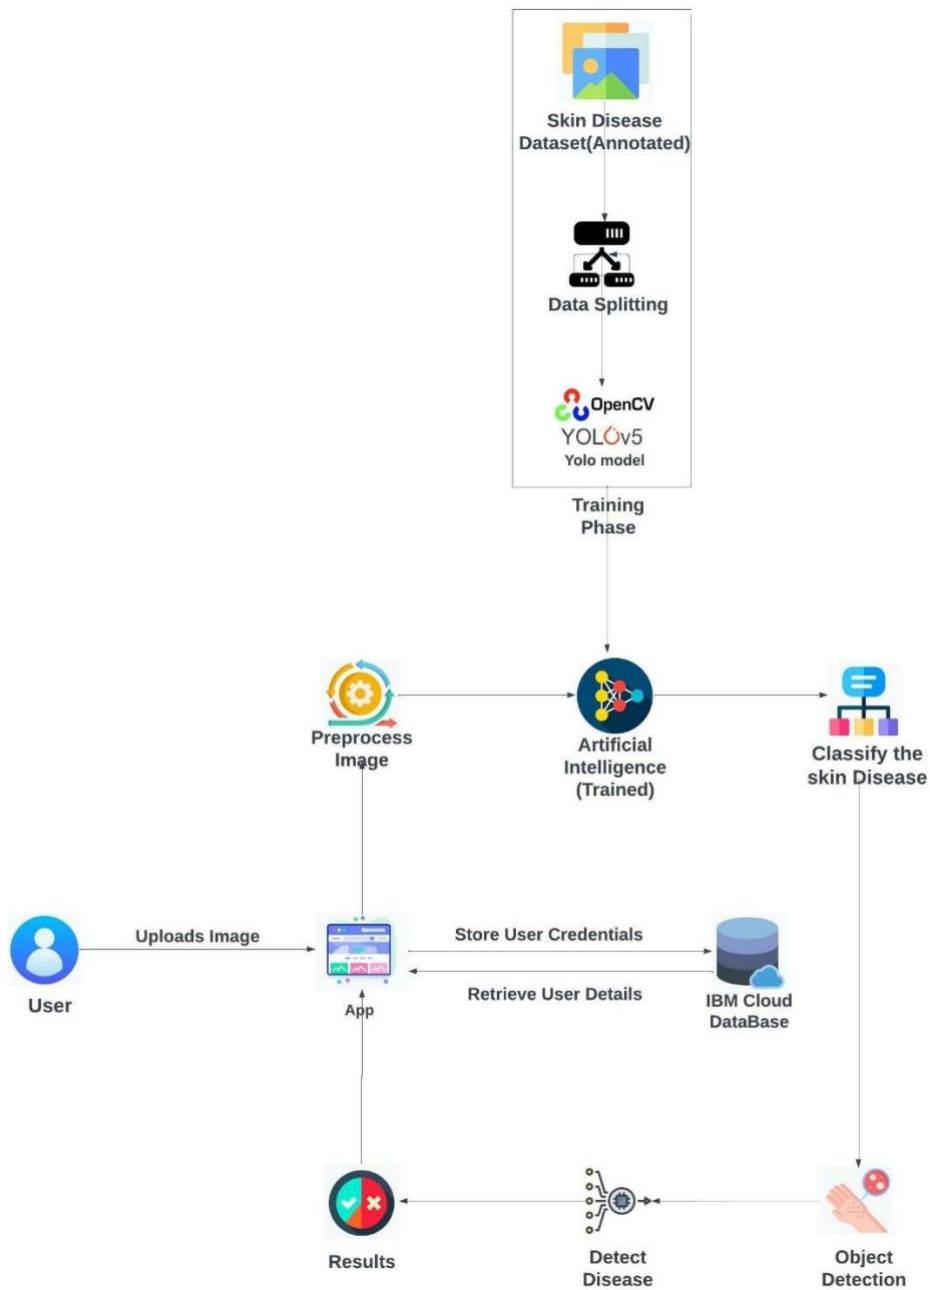 Skin Disease
Dataset(Annotated)
Data Splitting
OpenCV
YOLOv5
Yolo model
Training
Phase
Preprocess
Image
Artificial
Intelligence
(Trained)
Classify the
skin Disease
Uploads Image
Store User Credentials
Retrieve User Details
User
App
IBM Cloud
DataBase
Results
Detect
Disease
Object
Detection